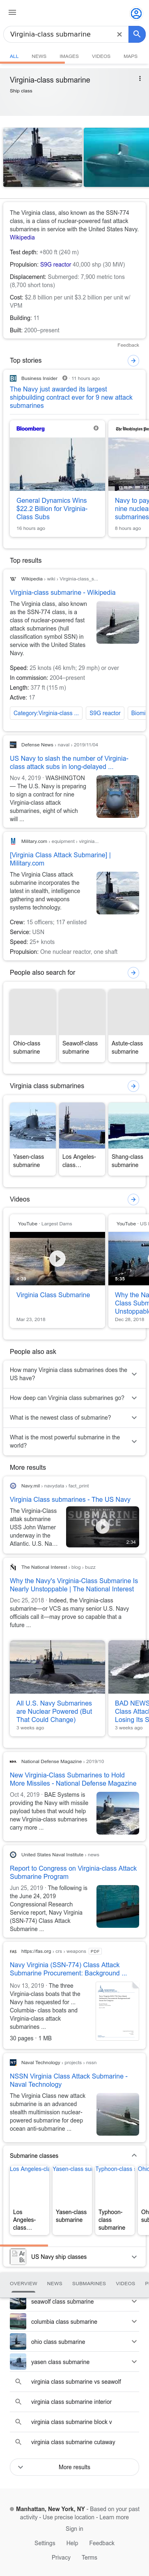 Virginia-class submarine
ALL NEWS IMAGES VIDEOS MAPS
Virginia-class submarine
Ship class
The Virginia class, also known as the SSN-774
class, is a class of nuclear-powered fast
attack submarines in service with the United States Navy.
Wikipedia
Test depth: +800 ft (240 m)
Propulsion: S9G reactor 40,000 shp (30 MW)
Displacement: Submerged: 7,900 metric tons
(8,700 short tons)
Cost: $2.8 billion per unit $3.2 billion per unit w/
VPM
Building: 11
Built: 2000–present
Feedback
Top stories
Business Insider 11 hours ago
The Navy just awarded its largest
shipbuilding contract ever for 9 new attack
submarines
Bloomberg
General Dynamics Wins
$22.2 Billion for Virginia-
Class Subs
16 hours ago
The Washington Post
Navy to pay
nine nuclea
submarines
8 hours ago
Top results
Wikipedia › wiki › Virginia-class_s...
Virginia-class submarine - Wikipedia
The Virginia class, also known
as the SSN-774 class, is a
class of nuclear-powered fast
attack submarines (hull
classification symbol SSN) in
service with the United States
Navy.
Speed: 25 knots (46 km/h; 29 mph) or over
In commission: 2004–present
Length: 377 ft (115 m)
Active: 17
Category:Virginia-class ... S9G reactor
Defense News › naval › 2019/11/04
US Navy to slash the number of Virginia-
class attack subs in long-delayed ...
Nov 4, 2019 · WASHINGTON
— The U.S. Navy is preparing
to sign a contract for nine
Virginia-class attack
submarines, eight of which
will ...
Military.com › equipment › virginia...
[Virginia Class Attack Submarine] |
Military.com
The Virginia Class attack
submarine incorporates the
latest in stealth, intelligence
gathering and weapons
systems technology.
Crew: 15 officers; 117 enlisted
Service: USN
Speed: 25+ knots
Propulsion: One nuclear reactor, one shaft
People also search for
Ohio-class
submarine
Seawolf-class
submarine
Astute-class
submarine
Virginia class submarines
Yasen-class
submarine
Los Angeles-
class...
Shang-class
submarine
Videos
YouTube · Largest Dams
4:39
Virginia Class Submarine
Mar 23, 2018
YouTube · US
5:35
Why the Na
Class Subm
Unstoppabl
Dec 28, 2018
People also ask
How many Virginia class submarines does the
US have?
How deep can Virginia class submarines go?
What is the newest class of submarine?
What is the most powerful submarine in the
world?
More results
Navy.mil › navydata › fact_print
Virginia Class submarines - The US Navy
The Virginia-Class
attak submarine
USS John Warner
underway in the
Atlantic. U.S. Na...
2:34
The National Interest › blog › buzz
Why the Navy's Virginia-Class Submarine Is
Nearly Unstoppable | The National Interest
Dec 25, 2018 · Indeed, the Virginia-class
submarine—or VCS as many senior U.S. Navy
officials call it—may prove well so capable that a
future ...
All U.S. Navy Submarines
are Nuclear Powered (But
That Could Change)
3 weeks ago
BAD NEWS
Class Attacl
Losing Its S
3 weeks ago
National Defense Magazine › 2019/10
New Virginia-Class Submarines to Hold
More Missiles - National Defense Magazine
Oct 4, 2019 · BAE Systems is
providing the Navy with missile
payload tubes that would help
new Virginia-class submarines
carry more ...
United States Naval Institute › news
Report to Congress on Virginia-class Attack
Submarine Program
Jun 25, 2019 · The following is
the June 24, 2019
Congressional Research
Service report, Navy Virginia
(SSN-774) Class Attack
Submarine ...
https://fas.org › crs › weapons PDF
Navy Virginia (SSN-774) Class Attack
Submarine Procurement: Background ...
Nov 13, 2019 · The three
Virginia-class boats that the
Navy has requested for ...
Columbia- class boats and
Virginia-class attack
submarines ...
30 pages · 1 MB
Naval Technology › projects › nssn
NSSN Virginia Class Attack Submarine -
Naval Technology
The Virginia Class new attack
submarine is an advanced
stealth multimission nuclear-
powered submarine for deep
ocean anti-submarine ...
Submarine classes
Los Angeles-
class...
Yasen-class
submarine
Typhoon-
class
submarine
US Navy ship classes
OVERVIEW NEWS SUBMARINES VIDEOS
seawolf class submarine
columbia class submarine
ohio class submarine
yasen class submarine
virginia class submarine vs seawolf
virginia class submarine interior
virginia class submarine block v
virginia class submarine cutaway
More results
Manhattan, New York, NY - Based on your past
activity - Use precise location - Learn more
Sign in
Settings Help Feedback
Privacy Terms